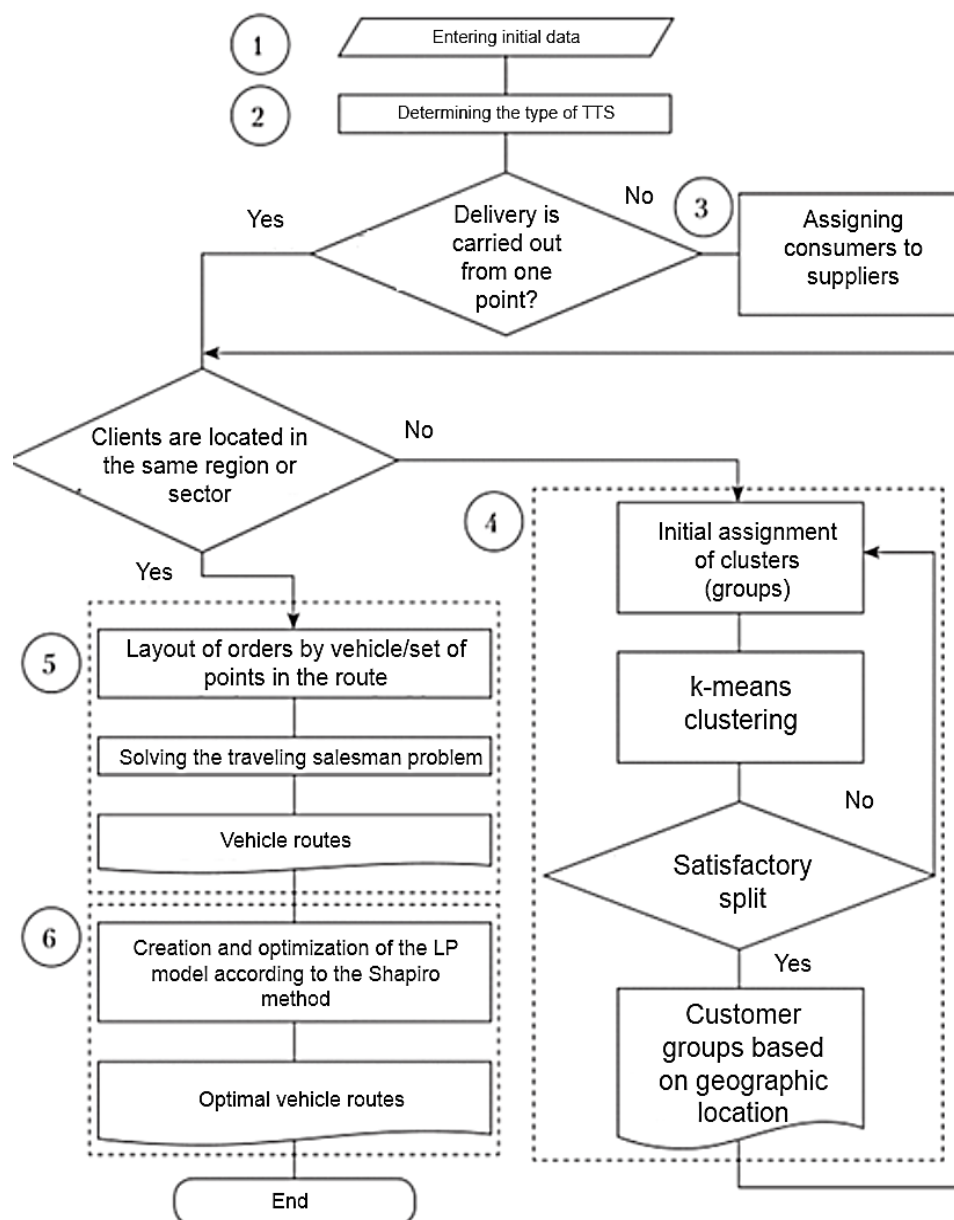 1
Entering initial data
2
Determining the type of TTS
Yes
No
3
Delivery is
carried out
from one
point?
Assigning
consumers to
suppliers
Clients are located in
the same region or
sector
No
Yes
4
Initial assignment
of clusters
(groups)
k-means
clustering
No
Satisfactory
split
Yes
Customer
groups based
on geographic
location
5
Layout of orders by vehicle/set of
points in the route
Solving the traveling salesman problem
Vehicle routes
6
Creation and optimization of the LP
model according to the Shapiro
method
Optimal vehicle routes
End